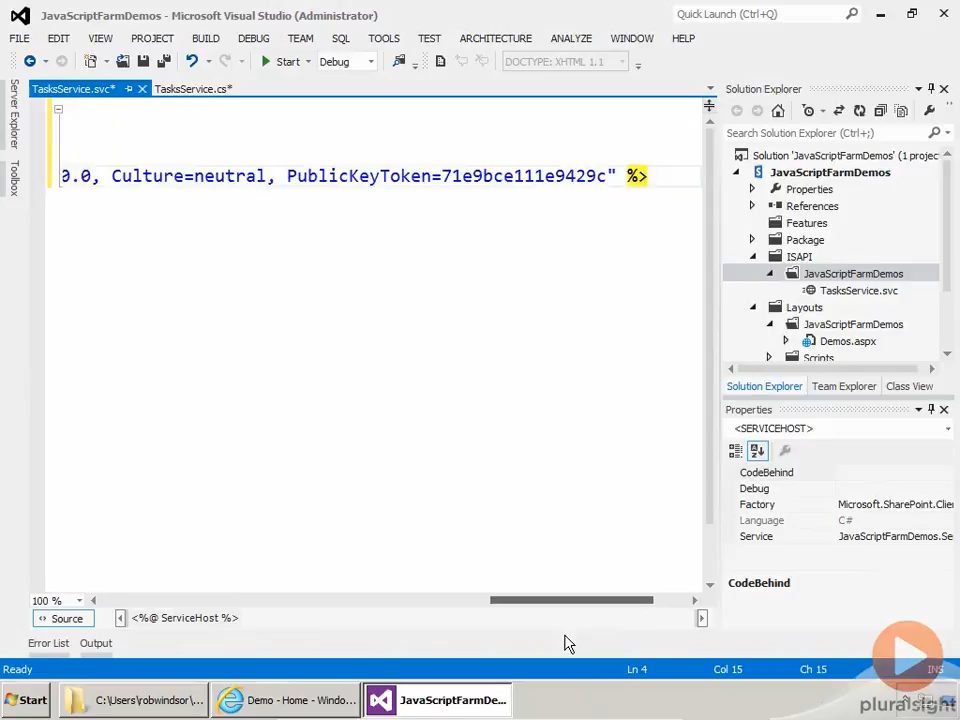 JavaScriptFarmDemos - Microsoft Visual Studio (Administrator)
Quick Launch (Ctrl+Q)
FILE EDIT VIEW PROJECT BUILD DEBUG TEAM SQL TOOLS TEST ARCHITECTURE ANALYZE WINDOW HELP
Start Debug DOCTYPE: XHTML 1.1
Server Explorer
Toolbox
TasksService.svc* TasksService.cs*
0.0, Culture=neutral, PublicKeyToken=71e9bce111e9429c" %>
100 %
Source <%@ ServiceHost %>
Error List Output
Solution Explorer
Search Solution Explorer (Ctrl+;)
Solution 'JavaScriptFarmDemos' (1 projec
JavaScriptFarmDemos
Properties
References
Features
Package
ISAPI
JavaScriptFarmDemos
TasksService.svc
Layouts
JavaScriptFarmDemos
Demos.aspx
Scripts
Solution Explorer Team Explorer Class View
Properties
<SERVICEHOST>
CodeBehind
Debug
Factory Microsoft.SharePoint.Clie
Language C#
Service JavaScriptFarmDemos.Se
CodeBehind
Ready Ln 4 Col 15 Ch 15 INS
Start C:\Users\robwindsor\... Demo - Home - Windo... JavaScriptFarmDe...
pluralsight